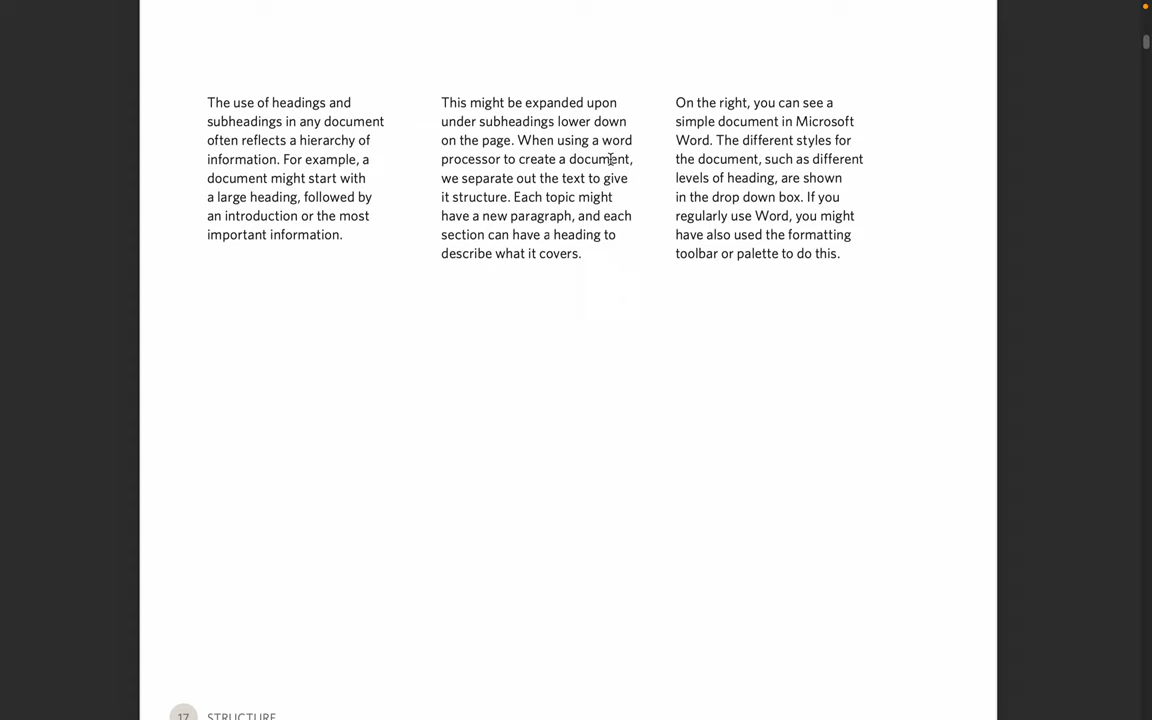 The use of headings and
subheadings in any document
often reflects a hierarchy of
information. For example, a
document might start with
a large heading, followed by
an introduction or the most
important information.
This might be expanded upon
under subheadings lower down
on the page. When using a word
processor to create a document,
we separate out the text to give
it structure. Each topic might
have a new paragraph, and each
section can have a heading to
describe what it covers.
On the right, you can see a
simple document in Microsoft
Word. The different styles for
the document, such as different
levels of heading, are shown
in the drop down box. If you
regularly use Word, you might
have also used the formatting
toolbar or palette to do this.
17 STRUCTURE